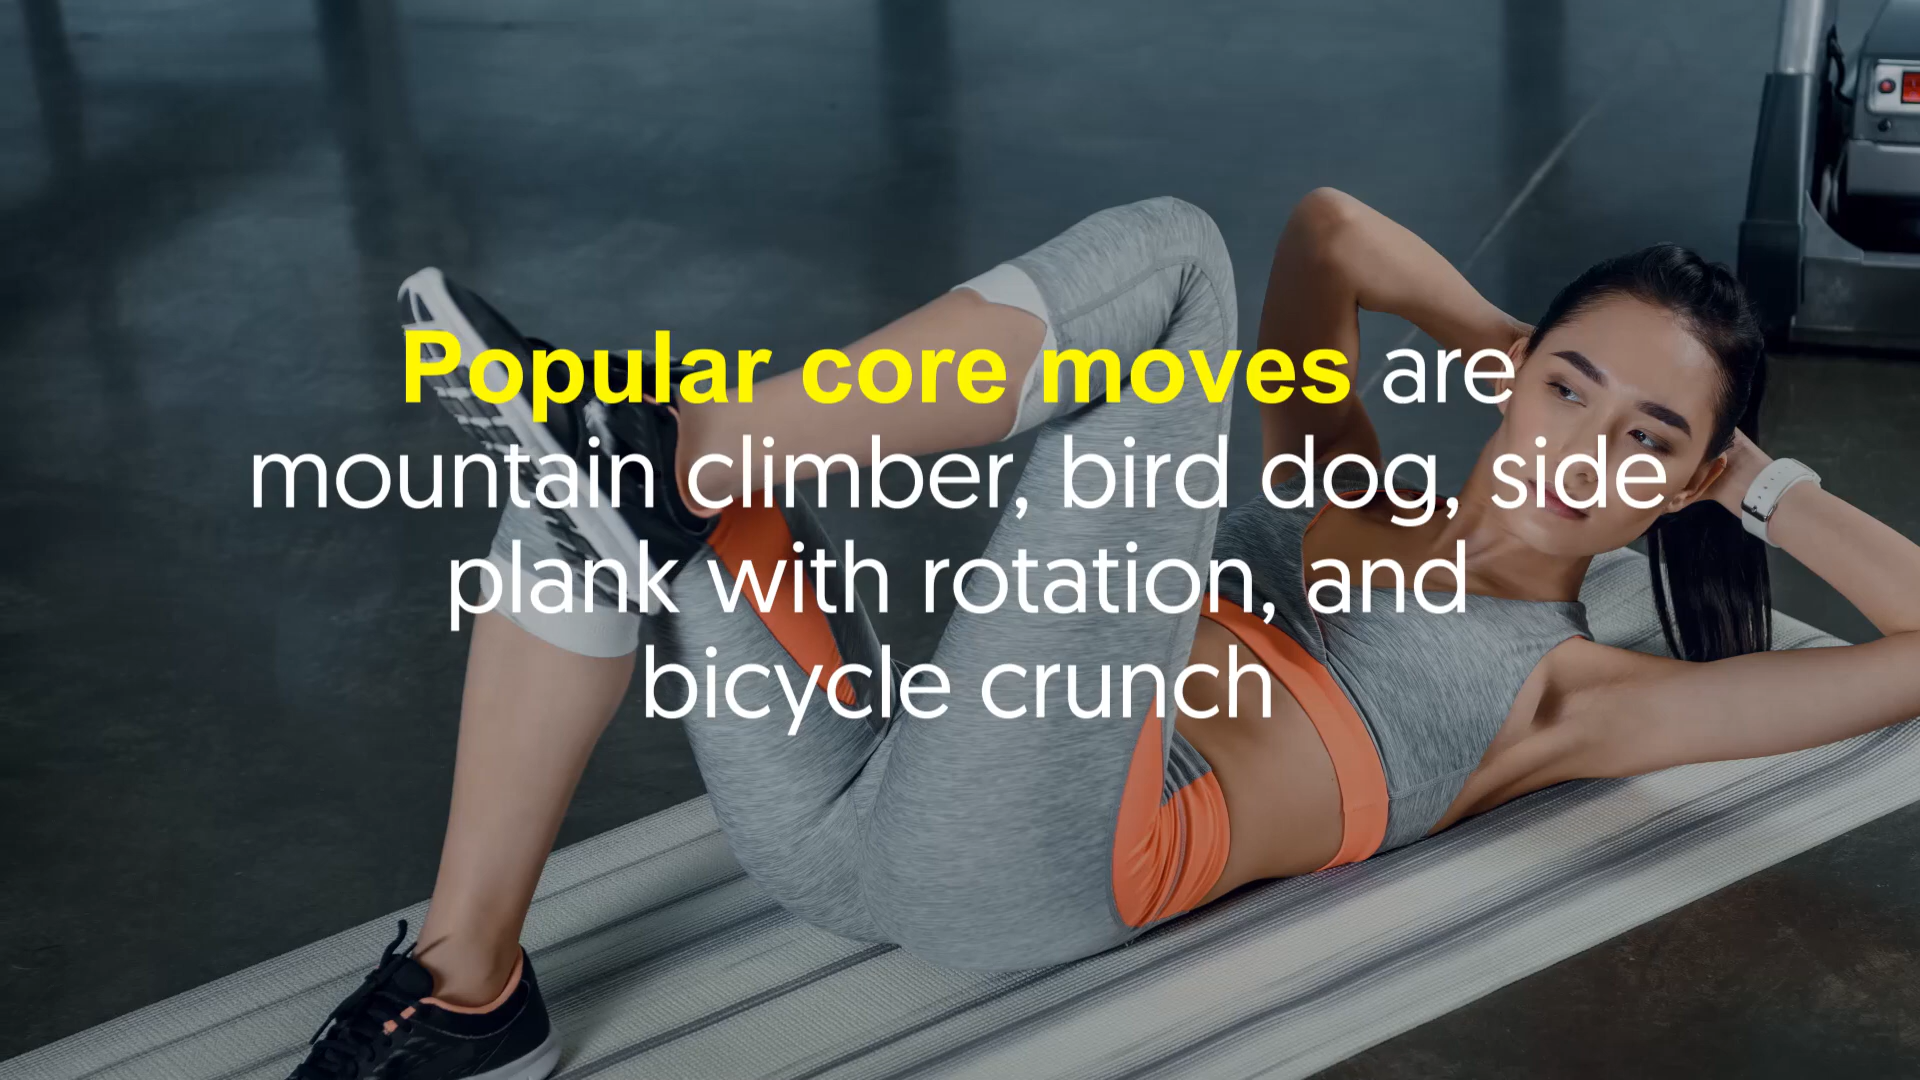 Popular core moves are
mountain climber, bird dog, side
plank with rotation, and
bicycle crunch